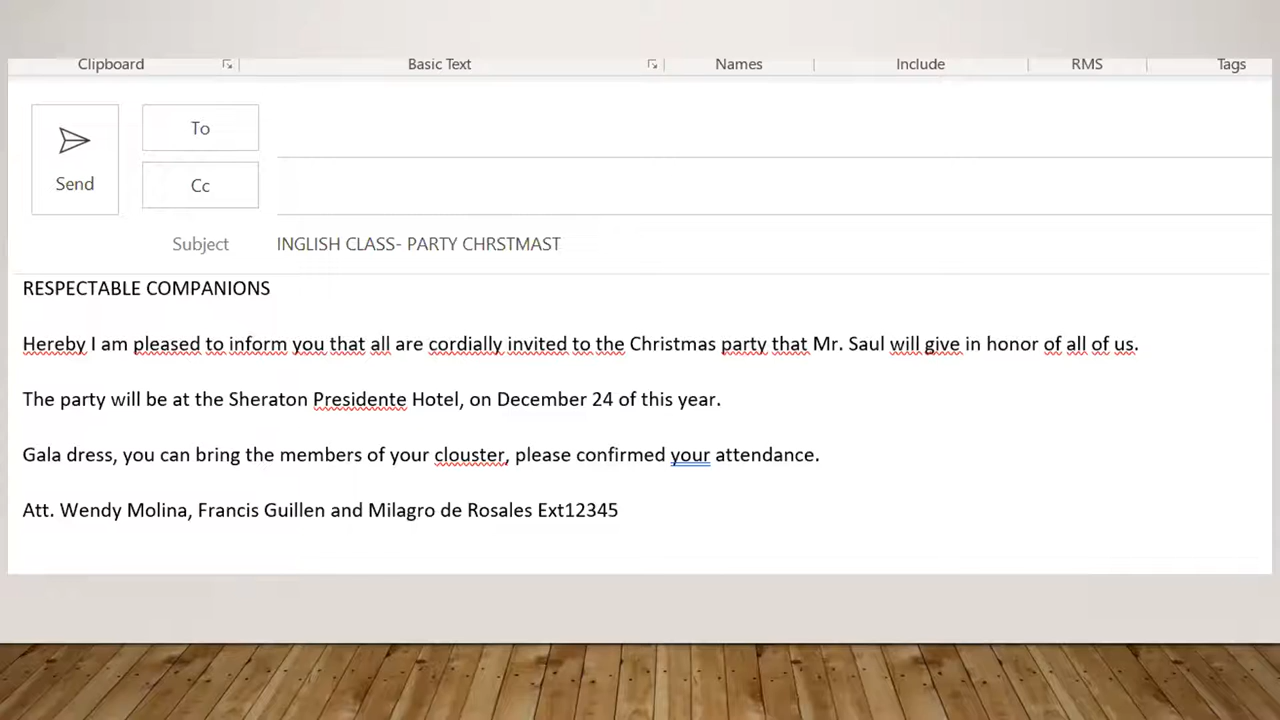 Clipboard Basic Text Names Include RMS Tags
To
Send
Cc
Subject INGLISH CLASS- PARTY CHRSTMAST
RESPECTABLE COMPANIONS
Hereby I am pleased to inform you that all are cordially invited to the Christmas party that Mr. Saul will give in honor of all of us.
The party will be at the Sheraton Presidente Hotel, on December 24 of this year.
Gala dress, you can bring the members of your clouster, please confirmed your attendance.
Att. Wendy Molina, Francis Guillen and Milagro de Rosales Ext12345